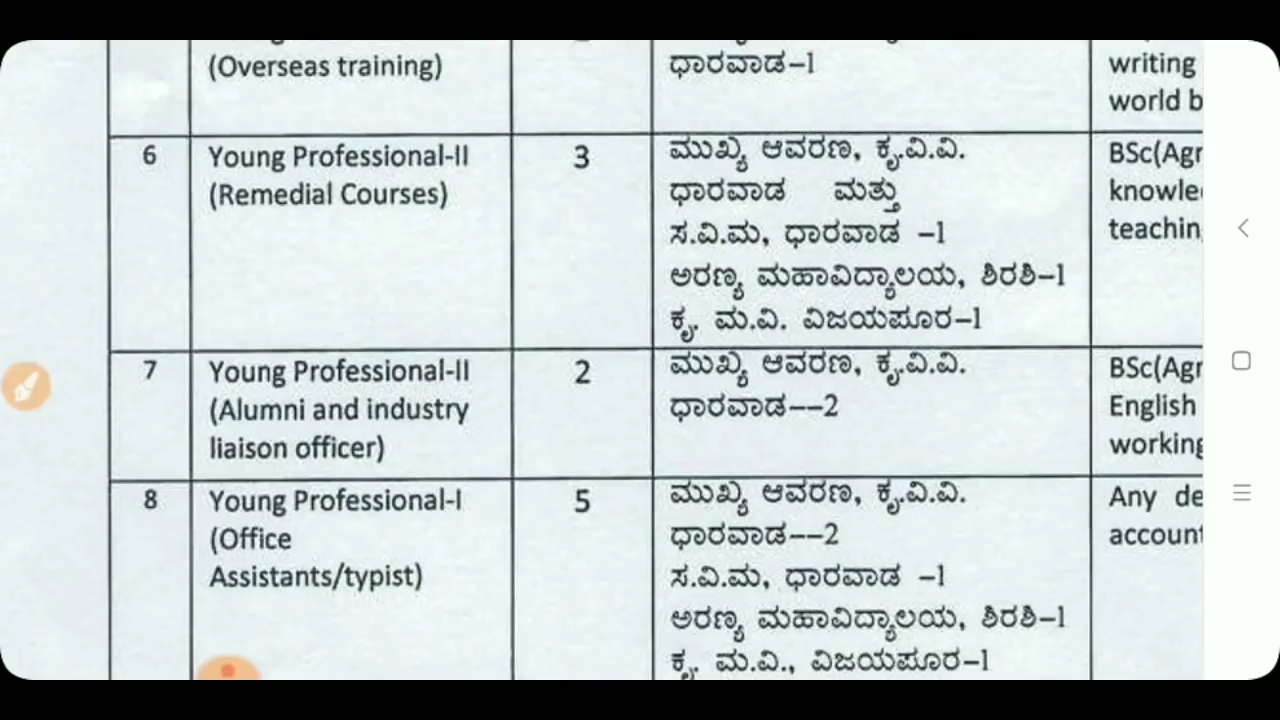 (Overseas training)
ಧಾರವಾಡ–1
writing
world b
6
Young Professional-II
(Remedial Courses)
3
ಮುಖ್ಯ ಆವರಣ, ಕೃ.ವಿ.ವಿ.
ಧಾರವಾಡ ಮತ್ತು
ಸ.ವಿ.ಮ, ಧಾರವಾಡ –1
ಅರಣ್ಯ ಮಹಾವಿದ್ಯಾಲಯ, ಶಿರಶಿ–1
ಕೃ. ಮ.ವಿ. ವಿಜಯಪೂರ–1
BSc(Agr
knowle
teachin
7
Young Professional-II
(Alumni and industry
liaison officer)
2
ಮುಖ್ಯ ಆವರಣ, ಕೃ.ವಿ.ವಿ.
ಧಾರವಾಡ––2
BSc(Agr
English
working
8
Young Professional-I
(Office
Assistants/typist)
5
ಮುಖ್ಯ ಆವರಣ, ಕೃ.ವಿ.ವಿ.
ಧಾರವಾಡ––2
ಸ.ವಿ.ಮ, ಧಾರವಾಡ –1
ಅರಣ್ಯ ಮಹಾವಿದ್ಯಾಲಯ, ಶಿರಶಿ–1
ಕೃ. ಮ.ವಿ., ವಿಜಯಪೂರ–1
Any de
account